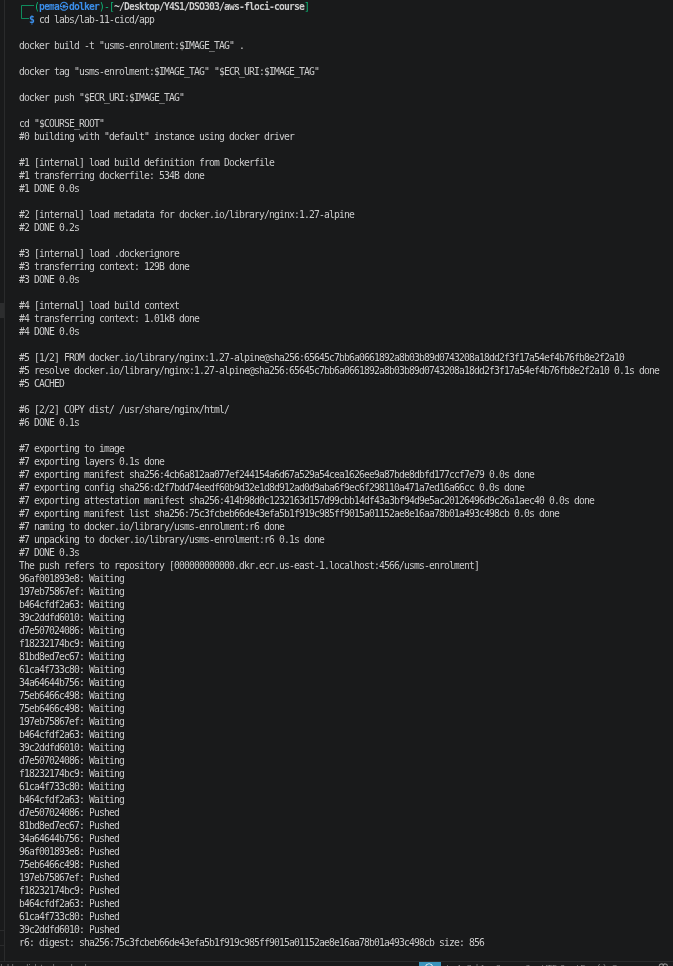 (pema㉿dolker)-[~/Desktop/Y4S1/DSO303/aws-floci-course]
$ cd labs/lab-11-cicd/app
docker build -t "usms-enrolment:$IMAGE_TAG" .
docker tag "usms-enrolment:$IMAGE_TAG" "$ECR_URI:$IMAGE_TAG"
docker push "$ECR_URI:$IMAGE_TAG"
cd "$COURSE_ROOT"
#0 building with "default" instance using docker driver
#1 [internal] load build definition from Dockerfile
#1 transferring dockerfile: 534B done
#1 DONE 0.0s
#2 [internal] load metadata for docker.io/library/nginx:1.27-alpine
#2 DONE 0.2s
#3 [internal] load .dockerignore
#3 transferring context: 129B done
#3 DONE 0.0s
#4 [internal] load build context
#4 transferring context: 1.01kB done
#4 DONE 0.0s
#5 [1/2] FROM docker.io/library/nginx:1.27-alpine@sha256:65645c7bb6a0661892a8b03b89d0743208a18dd2f3f17a54ef4b76fb8e2f2a10
#5 resolve docker.io/library/nginx:1.27-alpine@sha256:65645c7bb6a0661892a8b03b89d0743208a18dd2f3f17a54ef4b76fb8e2f2a10 0.1s done
#5 CACHED
#6 [2/2] COPY dist/ /usr/share/nginx/html/
#6 DONE 0.1s
#7 exporting to image
#7 exporting layers 0.1s done
#7 exporting manifest sha256:4cb6a812aa077ef244154a6d67a529a54cea1626ee9a87bde8dbfd177ccf7e79 0.0s done
#7 exporting config sha256:d2f7bdd74eedf60b9d32e1d8d912ad0d9aba6f9ec6f298110a471a7ed16a66cc 0.0s done
#7 exporting attestation manifest sha256:414b98d0c1232163d157d99cbb14df43a3bf94d9e5ac20126496d9c26a1aec40 0.0s done
#7 exporting manifest list sha256:75c3fcbeb66de43efa5b1f919c985ff9015a01152ae8e16aa78b01a493c498cb 0.0s done
#7 naming to docker.io/library/usms-enrolment:r6 done
#7 unpacking to docker.io/library/usms-enrolment:r6 0.1s done
#7 DONE 0.3s
The push refers to repository [000000000000.dkr.ecr.us-east-1.localhost:4566/usms-enrolment]
96af001893e8: Waiting
197eb75867ef: Waiting
b464cfdf2a63: Waiting
39c2ddfd6010: Waiting
d7e507024086: Waiting
f18232174bc9: Waiting
81bd8ed7ec67: Waiting
61ca4f733c80: Waiting
34a64644b756: Waiting
75eb6466c498: Waiting
75eb6466c498: Waiting
197eb75867ef: Waiting
b464cfdf2a63: Waiting
39c2ddfd6010: Waiting
d7e507024086: Waiting
f18232174bc9: Waiting
61ca4f733c80: Waiting
b464cfdf2a63: Waiting
d7e507024086: Pushed
81bd8ed7ec67: Pushed
34a64644b756: Pushed
96af001893e8: Pushed
75eb6466c498: Pushed
197eb75867ef: Pushed
f18232174bc9: Pushed
b464cfdf2a63: Pushed
61ca4f733c80: Pushed
39c2ddfd6010: Pushed
r6: digest: sha256:75c3fcbeb66de43efa5b1f919c985ff9015a01152ae8e16aa78b01a493c498cb size: 856